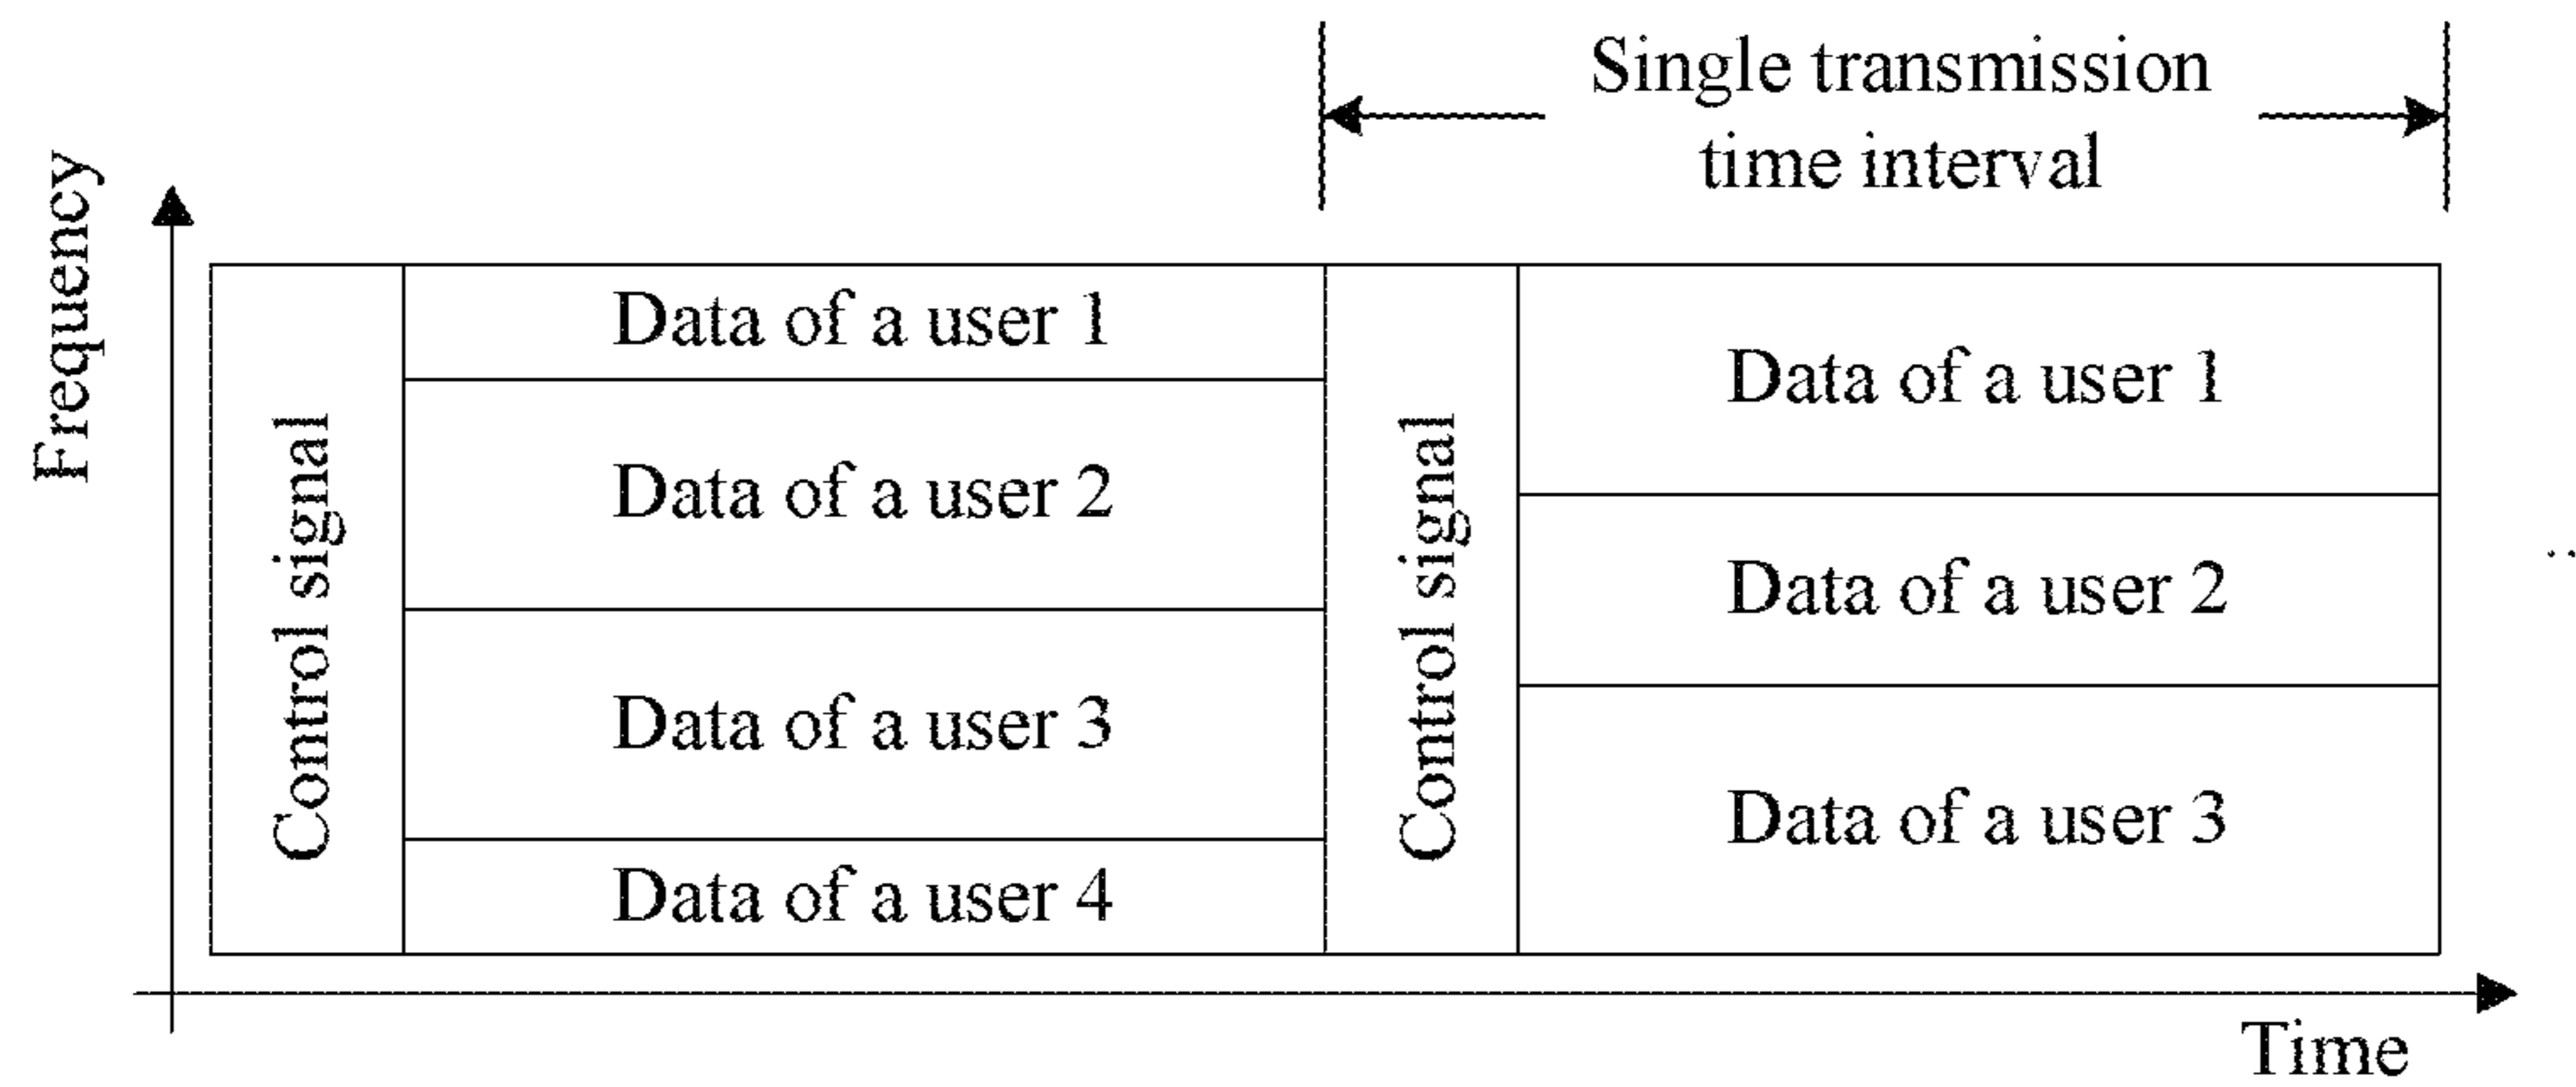 Single transmission
time interval
Frequency
Control signal
Data of a user 1
Data of a user 2
Data of a user 3
Data of a user 4
Control signal
Data of a user 1
Data of a user 2
Data of a user 3
Time